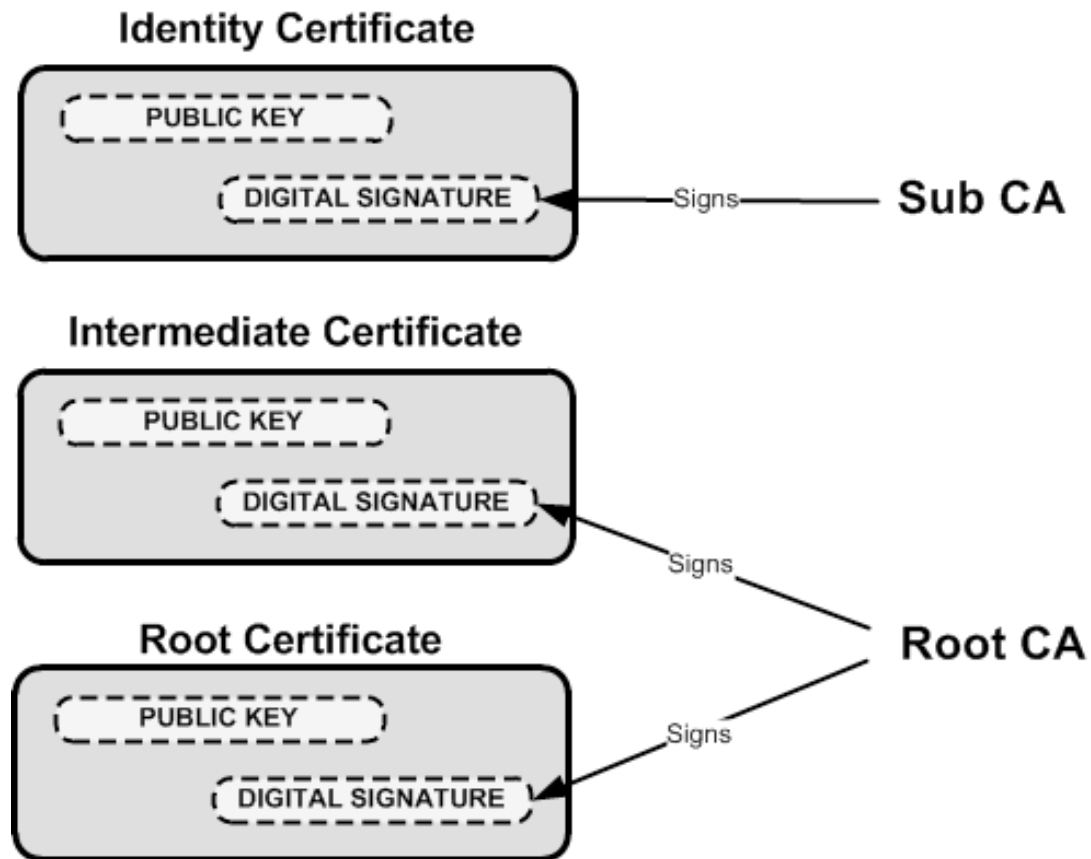 Identity Certificate
PUBLIC KEY
DIGITAL SIGNATURE
Signs
Sub CA
Intermediate Certificate
PUBLIC KEY
DIGITAL SIGNATURE
Signs
Root CA
Root Certificate
PUBLIC KEY
Signs
DIGITAL SIGNATURE